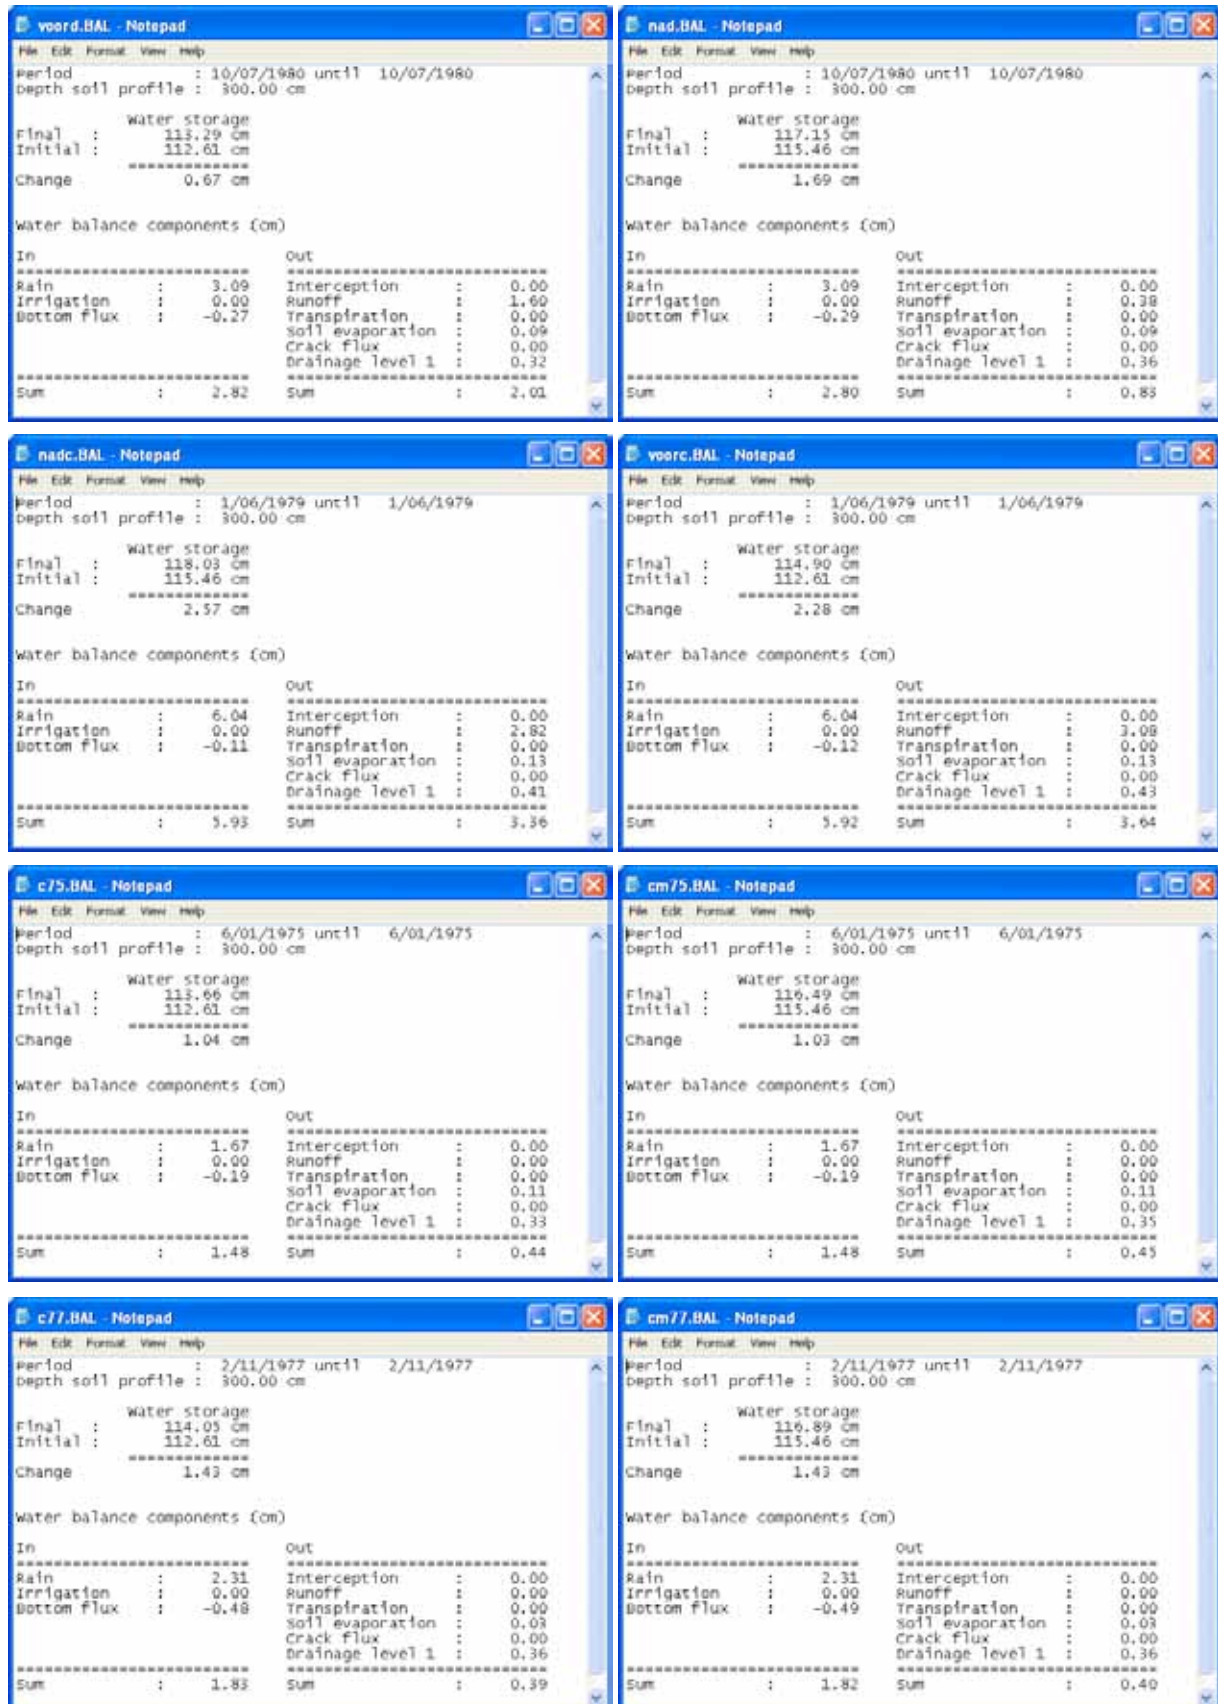 voord.BAL - Notepad
File Edit Format View Help
Period : 10/07/1980 until 10/07/1980
Depth soil profile : 300.00 cm
Water storage
Final : 113.29 cm
Initial : 112.61 cm
=============
Change 0.67 cm
Water balance components (cm)
In Out
========================= ============================
Rain : 3.09 Interception : 0.00
Irrigation : 0.00 Runoff : 1.60
Bottom flux : -0.27 Transpiration : 0.00
Soil evaporation : 0.09
Crack flux : 0.00
Drainage level 1 : 0.32
========================= ============================
Sum : 2.82 Sum : 2.01
nad.BAL - Notepad
File Edit Format View Help
Period : 10/07/1980 until 10/07/1980
Depth soil profile : 300.00 cm
Water storage
Final : 117.15 cm
Initial : 115.46 cm
=============
Change 1.69 cm
Water balance components (cm)
In Out
========================= ============================
Rain : 3.09 Interception : 0.00
Irrigation : 0.00 Runoff : 0.38
Bottom flux : -0.29 Transpiration : 0.00
Soil evaporation : 0.09
Crack flux : 0.00
Drainage level 1 : 0.36
========================= ============================
Sum : 2.80 Sum : 0.83
nadc.BAL - Notepad
File Edit Format View Help
Period : 1/06/1979 until 1/06/1979
Depth soil profile : 300.00 cm
Water storage
Final : 118.03 cm
Initial : 115.46 cm
=============
Change 2.57 cm
Water balance components (cm)
In Out
========================= ============================
Rain : 6.04 Interception : 0.00
Irrigation : 0.00 Runoff : 2.82
Bottom flux : -0.11 Transpiration : 0.00
Soil evaporation : 0.13
Crack flux : 0.00
Drainage level 1 : 0.41
========================= ============================
Sum : 5.93 Sum : 3.36
voorc.BAL - Notepad
File Edit Format View Help
Period : 1/06/1979 until 1/06/1979
Depth soil profile : 300.00 cm
Water storage
Final : 114.90 cm
Initial : 112.61 cm
=============
Change 2.28 cm
Water balance components (cm)
In Out
========================= ============================
Rain : 6.04 Interception : 0.00
Irrigation : 0.00 Runoff : 3.08
Bottom flux : -0.12 Transpiration : 0.00
Soil evaporation : 0.13
Crack flux : 0.00
Drainage level 1 : 0.43
========================= ============================
Sum : 5.92 Sum : 3.64
c75.BAL - Notepad
File Edit Format View Help
Period : 6/01/1975 until 6/01/1975
Depth soil profile : 300.00 cm
Water storage
Final : 113.66 cm
Initial : 112.61 cm
=============
Change 1.04 cm
Water balance components (cm)
In Out
========================= ============================
Rain : 1.67 Interception : 0.00
Irrigation : 0.00 Runoff : 0.00
Bottom flux : -0.19 Transpiration : 0.00
Soil evaporation : 0.11
Crack flux : 0.00
Drainage level 1 : 0.33
========================= ============================
Sum : 1.48 Sum : 0.44
cm75.BAL - Notepad
File Edit Format View Help
Period : 6/01/1975 until 6/01/1975
Depth soil profile : 300.00 cm
Water storage
Final : 116.49 cm
Initial : 115.46 cm
=============
Change 1.03 cm
Water balance components (cm)
In Out
========================= ============================
Rain : 1.67 Interception : 0.00
Irrigation : 0.00 Runoff : 0.00
Bottom flux : -0.19 Transpiration : 0.00
Soil evaporation : 0.11
Crack flux : 0.00
Drainage level 1 : 0.35
========================= ============================
Sum : 1.48 Sum : 0.45
c77.BAL - Notepad
File Edit Format View Help
Period : 2/11/1977 until 2/11/1977
Depth soil profile : 300.00 cm
Water storage
Final : 114.05 cm
Initial : 112.61 cm
=============
Change 1.43 cm
Water balance components (cm)
In Out
========================= ============================
Rain : 2.31 Interception : 0.00
Irrigation : 0.00 Runoff : 0.00
Bottom flux : -0.48 Transpiration : 0.00
Soil evaporation : 0.03
Crack flux : 0.00
Drainage level 1 : 0.36
========================= ============================
Sum : 1.83 Sum : 0.39
cm77.BAL - Notepad
File Edit Format View Help
Period : 2/11/1977 until 2/11/1977
Depth soil profile : 300.00 cm
Water storage
Final : 116.89 cm
Initial : 115.46 cm
=============
Change 1.43 cm
Water balance components (cm)
In Out
========================= ============================
Rain : 2.31 Interception : 0.00
Irrigation : 0.00 Runoff : 0.00
Bottom flux : -0.49 Transpiration : 0.00
Soil evaporation : 0.03
Crack flux : 0.00
Drainage level 1 : 0.36
========================= ============================
Sum : 1.82 Sum : 0.40